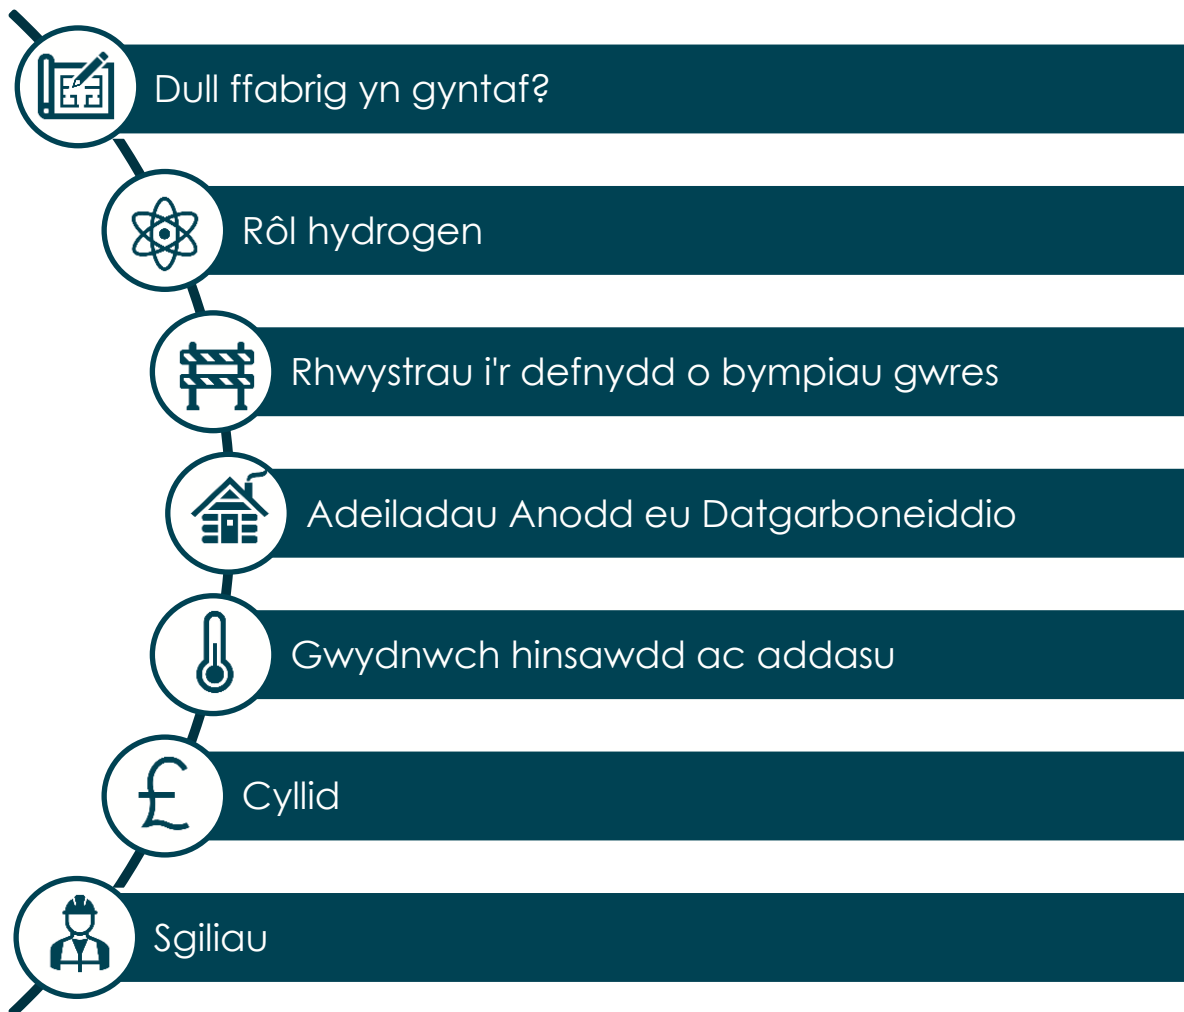 Dull ffabrig yn gyntaf?
Rôl hydrogen
Rhwystrau i'r defnydd o bympiau gwres
Adeiladau Anodd eu Datgarboneiddio
Gwydnwch hinsawdd ac addasu
£
Cyllid
Sgiliau